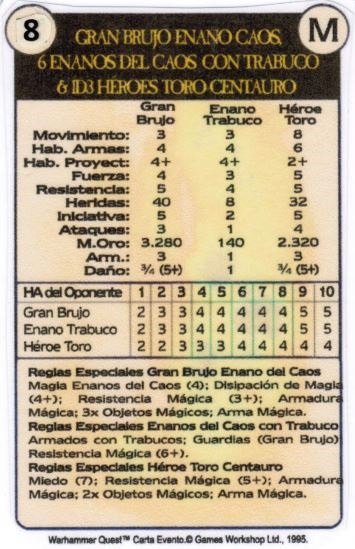 8
M
GRAN BRUJO ENANO CAOS,
6 ENANOS DEL CAOS CON TRABUCO
& 1D3 HÉROES TORO CENTAURO
Gran Brujo Enano Trabuco Héroe Toro
Movimiento: 3 3 8
Hab. Armas: 4 4 6
Hab. Proyect: 4+ 4+ 2+
Fuerza: 4 3 5
Resistencia: 5 4 5
Heridas: 40 8 32
Iniciativa: 5 2 5
Ataques: 3 1 4
M.Oro: 3.280 140 2.320
Arm.: 3 1 3
Daño: ¾ (5+) 1 ¾ (5+)
HA del Oponente 1 2 3 4 5 6 7 8 9 10
Gran Brujo 2 3 3 4 4 4 4 4 5 5
Enano Trabuco 2 3 3 4 4 4 4 4 5 5
Héroe Toro 2 2 3 3 3 4 4 4 4 4
Reglas Especiales Gran Brujo Enano del Caos
Magia Enanos del Caos (4); Disipación de Magia
(4+); Resistencia Mágica (3+); Armadura
Mágica; 3x Objetos Mágicos; Arma Mágica.
Reglas Especiales Enanos del Caos con Trabuco
Armados con Trabucos; Guardias (Gran Brujo)
Resistencia Mágica (6+).
Reglas Especiales Héroe Toro Centauro
Miedo (7); Resistencia Mágica (5+); Armadura
Mágica; 2x Objetos Mágicos; Arma Mágica.
Warhammer Quest™ Carta Evento.© Games Workshop Ltd., 1995.